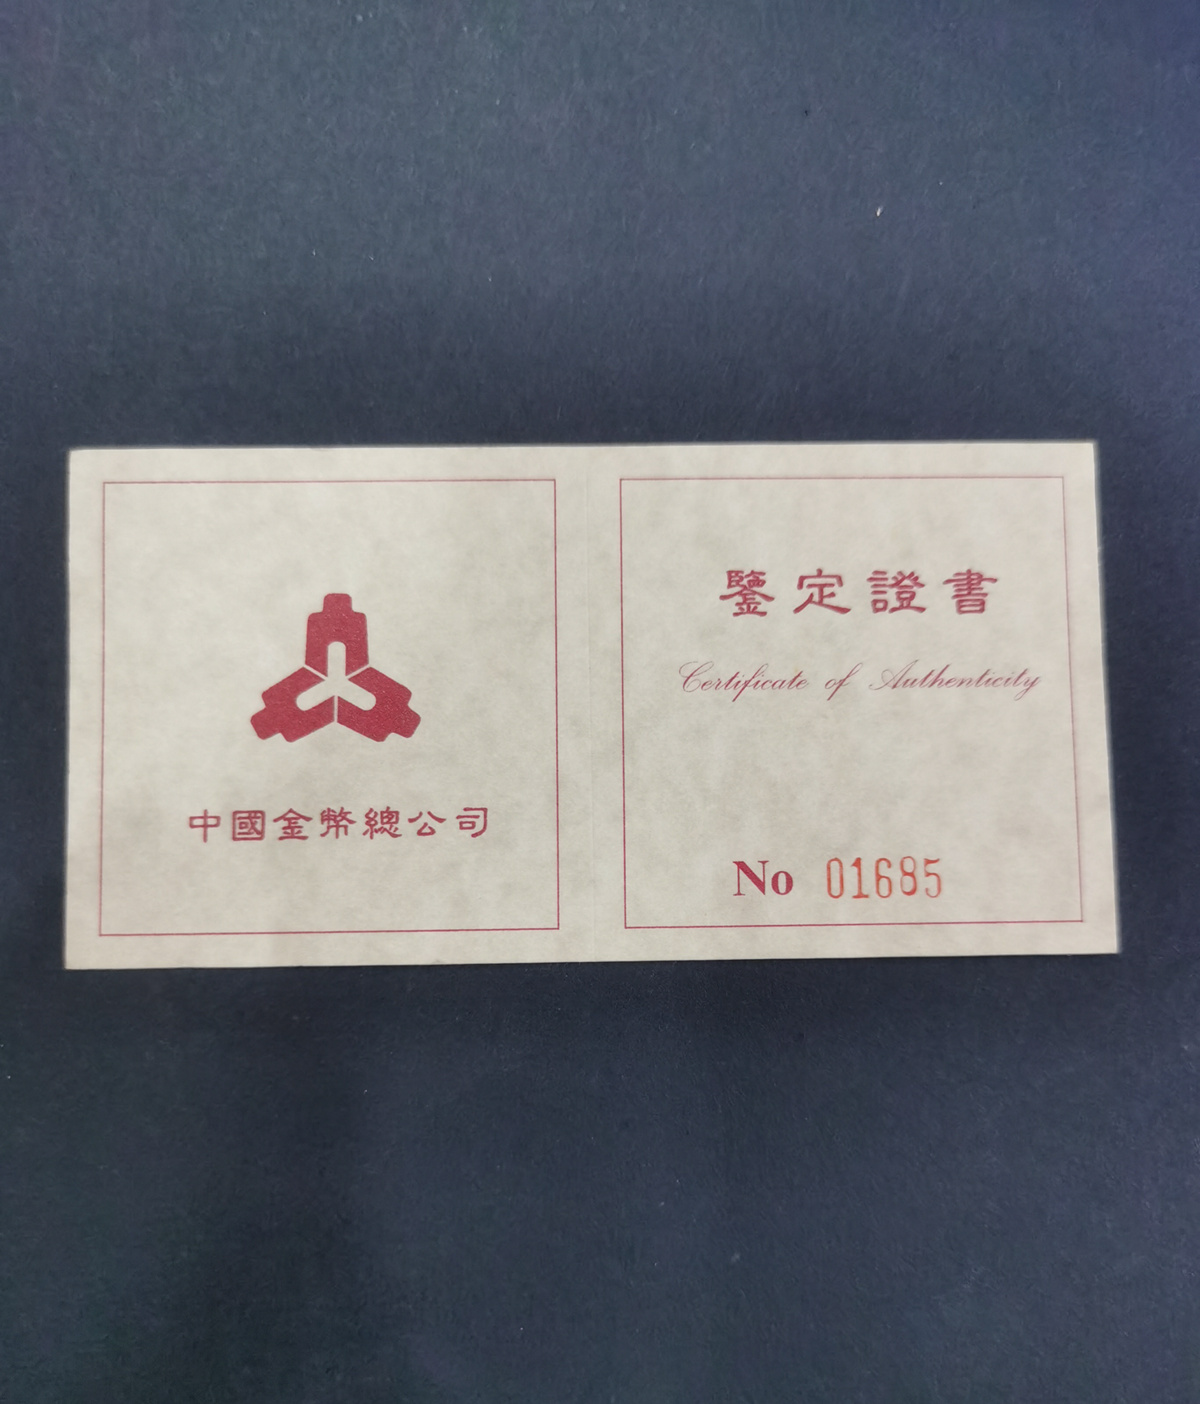 中國金幣總公司
鑒定證書
Certificate of Authenticity
No 01685